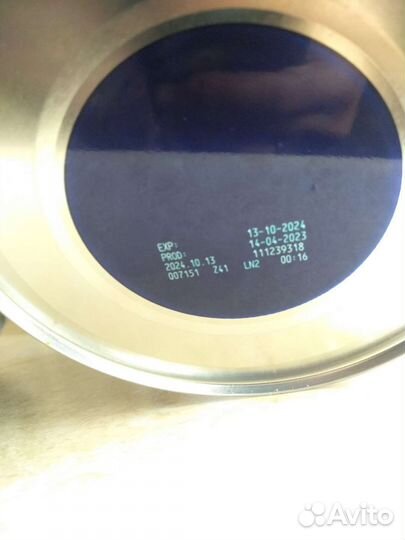 EXP: 13-10-2024
PROD: 14-04-2023
2024.10.13 111239318
007151 Z41 LN2 00:16
Avito